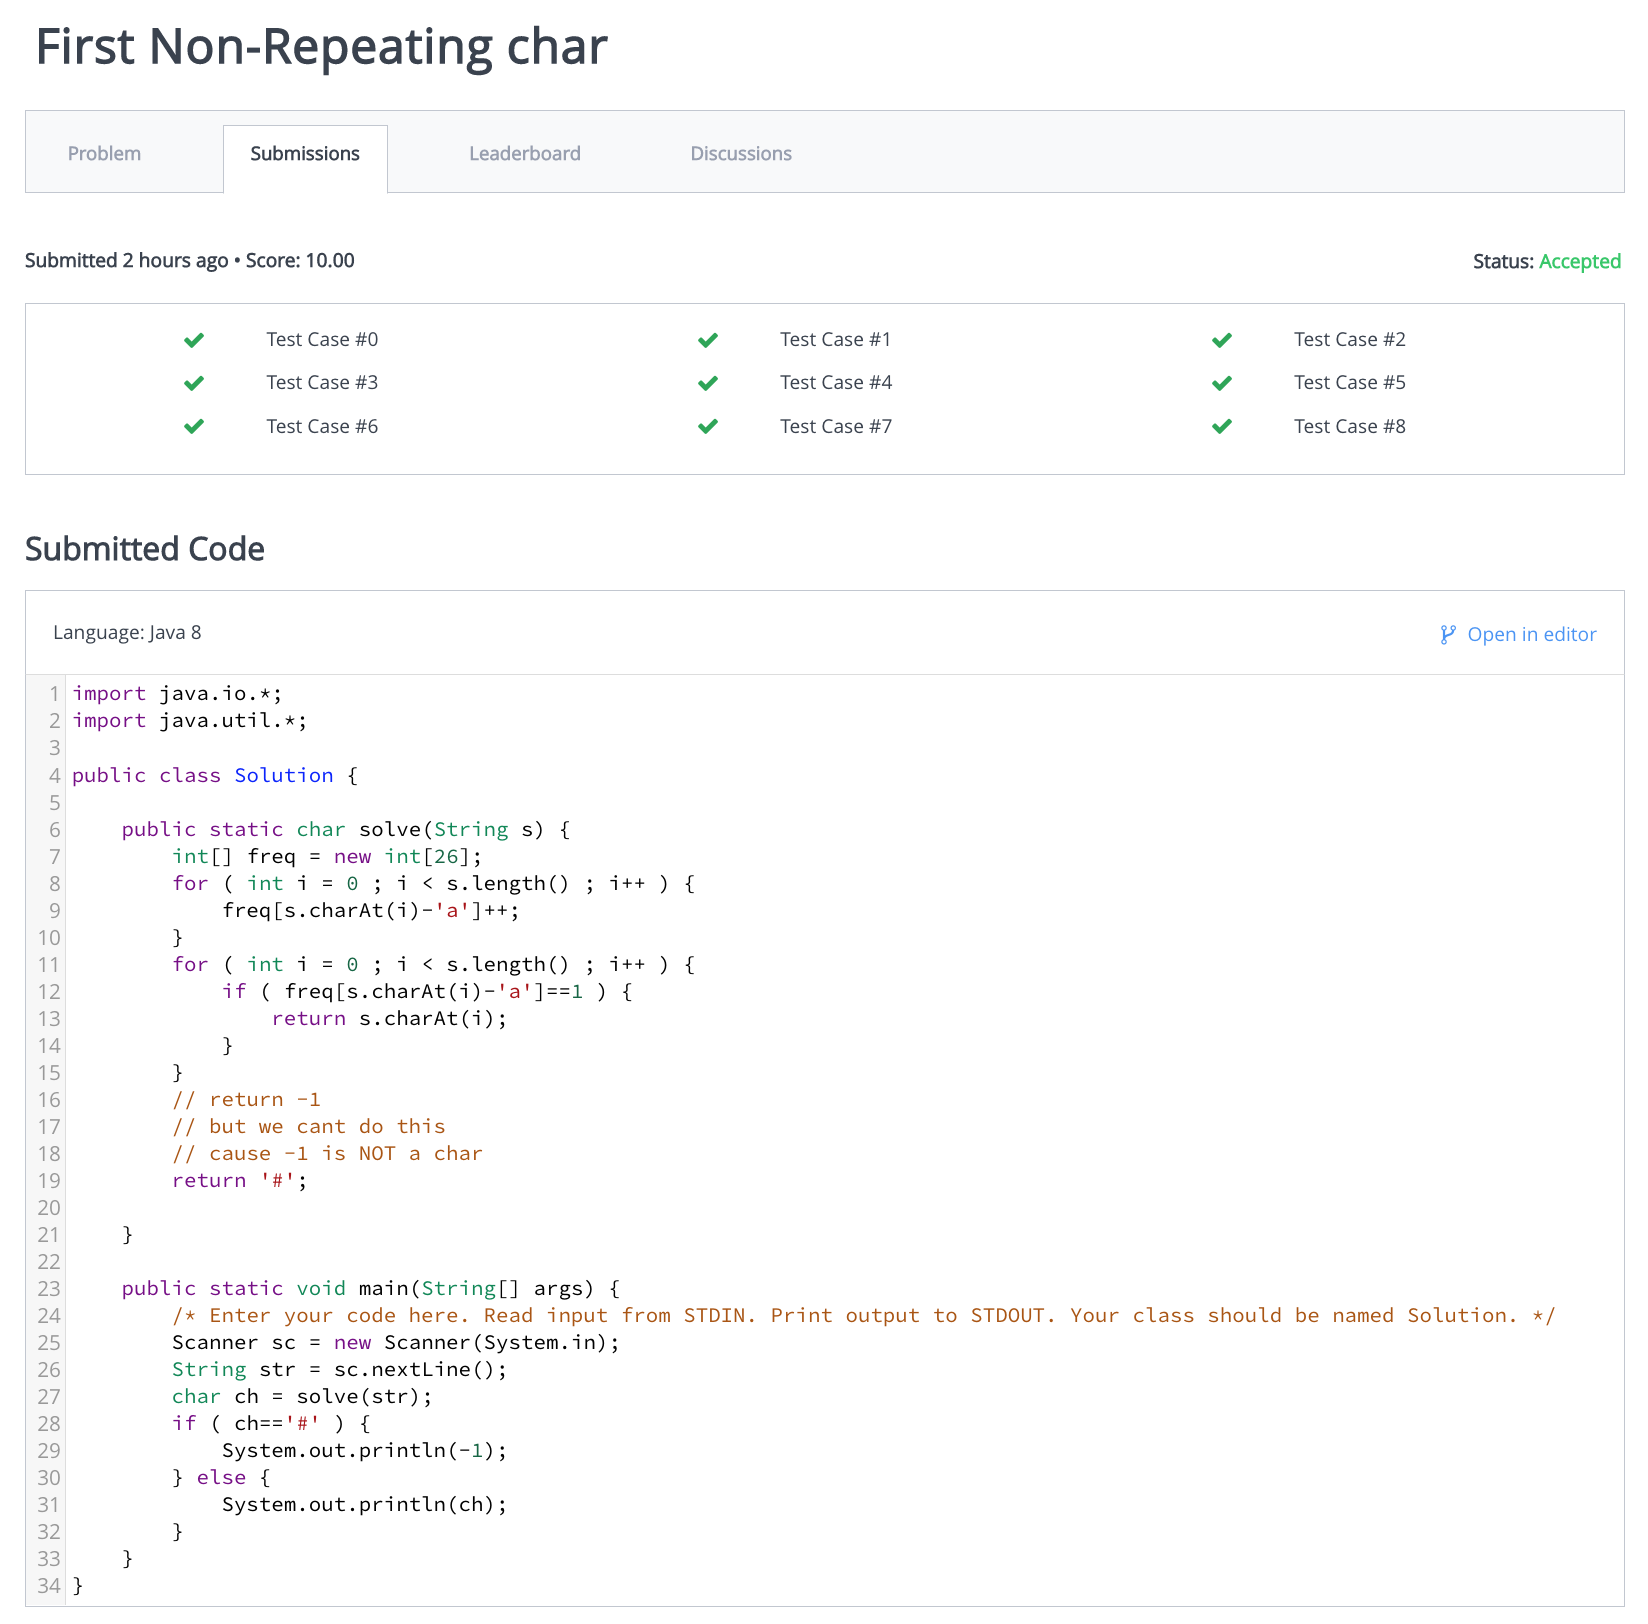 First Non-Repeating char
Problem Submissions Leaderboard Discussions
Submitted 2 hours ago • Score: 10.00 Status: Accepted
Test Case #0 Test Case #1 Test Case #2
Test Case #3 Test Case #4 Test Case #5
Test Case #6 Test Case #7 Test Case #8
Submitted Code
Language: Java 8 Open in editor
1 import java.io.*;
2 import java.util.*;
3
4 public class Solution {
5
6     public static char solve(String s) {
7         int[] freq = new int[26];
8         for ( int i = 0 ; i < s.length() ; i++ ) {
9             freq[s.charAt(i)-'a']++;
10         }
11         for ( int i = 0 ; i < s.length() ; i++ ) {
12             if ( freq[s.charAt(i)-'a']==1 ) {
13                 return s.charAt(i);
14             }
15         }
16         // return -1
17         // but we cant do this
18         // cause -1 is NOT a char
19         return '#';
20
21     }
22
23     public static void main(String[] args) {
24         /* Enter your code here. Read input from STDIN. Print output to STDOUT. Your class should be named Solution. */
25         Scanner sc = new Scanner(System.in);
26         String str = sc.nextLine();
27         char ch = solve(str);
28         if ( ch=='#' ) {
29             System.out.println(-1);
30         } else {
31             System.out.println(ch);
32         }
33     }
34 }